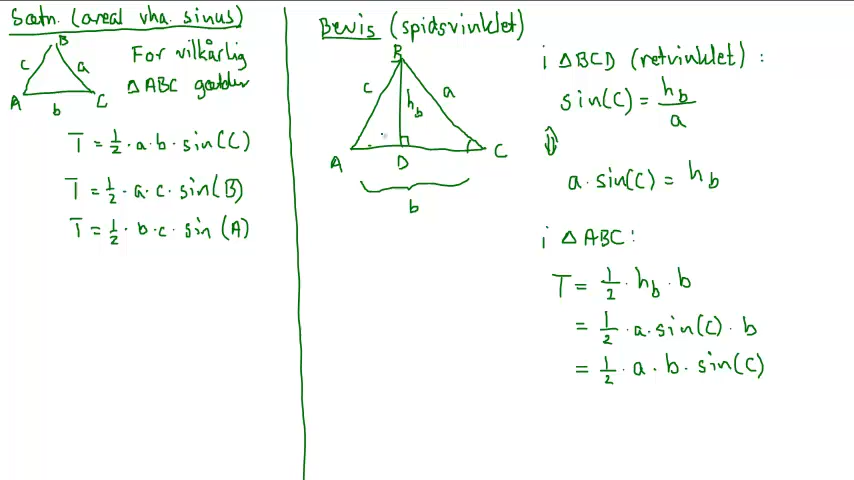 Sætn. (areal vha. sinus)
B
c
a
A
C
b
For vilkårlig
△ABC gælder
T = 1/2 · a · b · sin(C)
T = 1/2 · a · c · sin(B)
T = 1/2 · b · c · sin(A)
Bevis (spidsvinklet)
B
c
a
h_b
A
D
C
b
i △BCD (retvinklet) :
sin(C) = h_b/a
⇕
a · sin(C) = h_b
i △ABC:
T = 1/2 · h_b · b
= 1/2 · a · sin(C) · b
= 1/2 · a · b · sin(C)